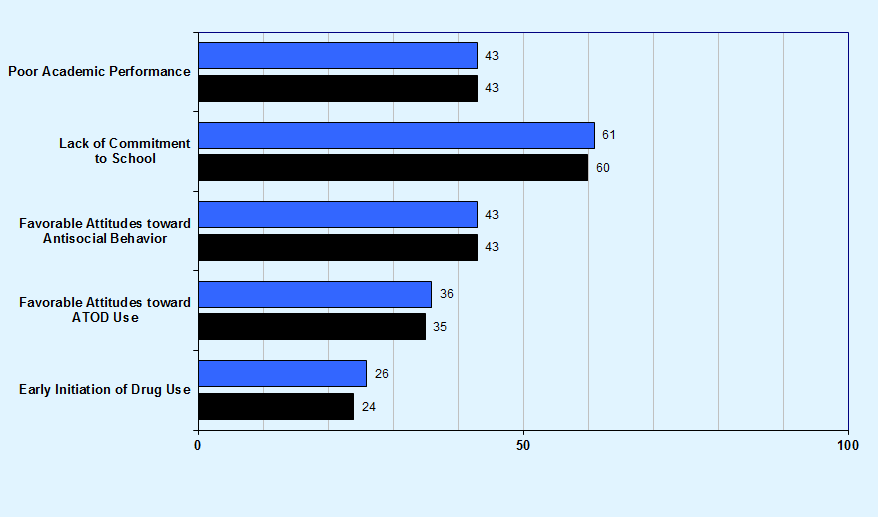 Poor Academic Performance
43
43
Lack of Commitment
to School
61
60
Favorable Attitudes toward
Antisocial Behavior
43
43
Favorable Attitudes toward
ATOD Use
36
35
Early Initiation of Drug Use
26
24
0 50 100